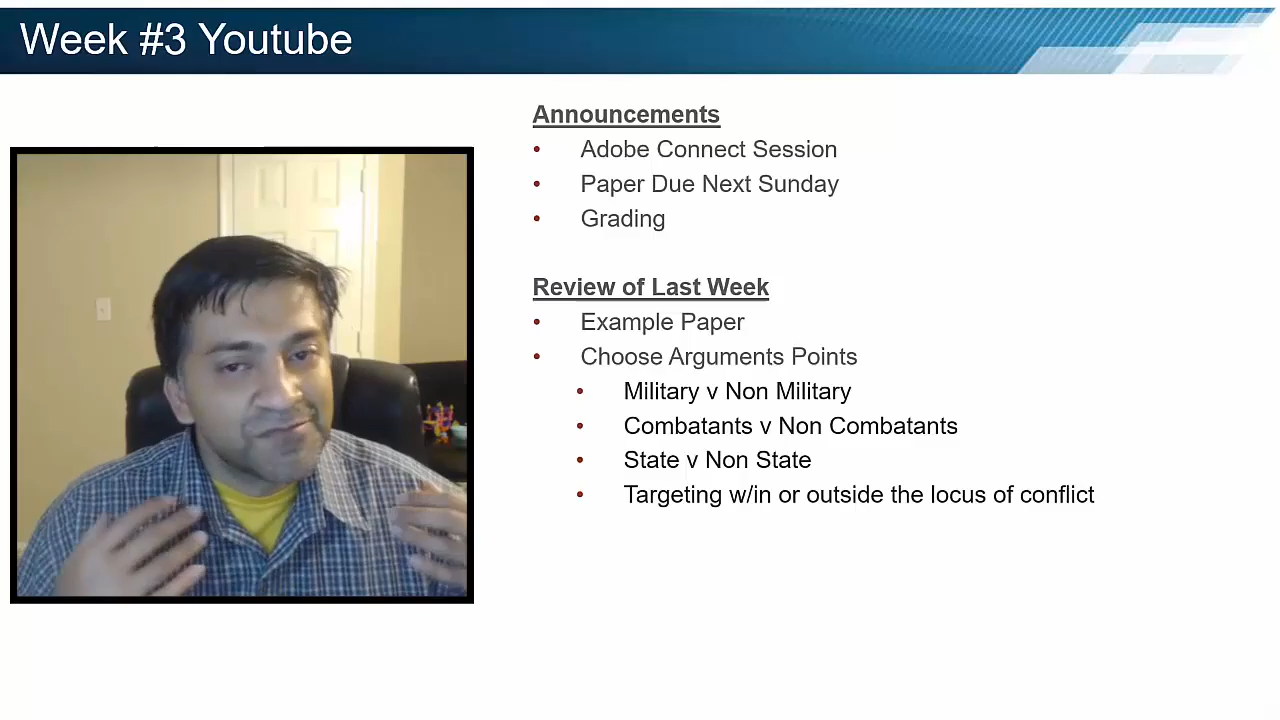 Week #3 Youtube
Announcements
• Adobe Connect Session
• Paper Due Next Sunday
• Grading
Review of Last Week
• Example Paper
• Choose Arguments Points
• Military v Non Military
• Combatants v Non Combatants
• State v Non State
• Targeting w/in or outside the locus of conflict